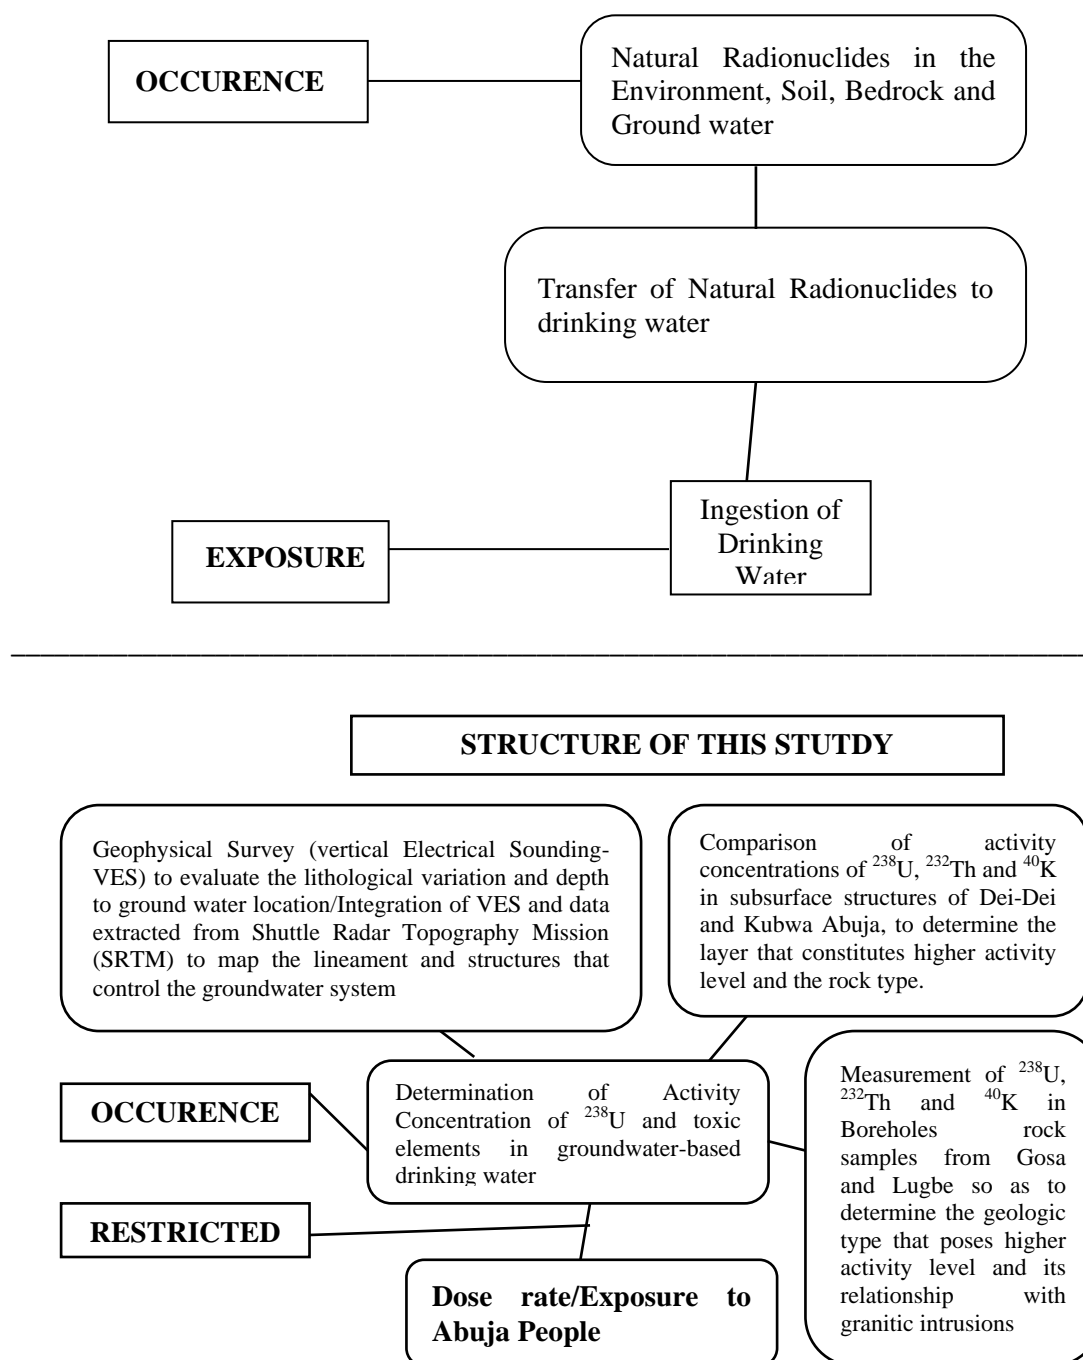 OCCURENCE
Natural Radionuclides in the
Environment, Soil, Bedrock and
Ground water
Transfer of Natural Radionuclides to
drinking water
Ingestion of
Drinking
Water
EXPOSURE
STRUCTURE OF THIS STUTDY
Geophysical Survey (vertical Electrical Sounding-
VES) to evaluate the lithological variation and depth
to ground water location/Integration of VES and data
extracted from Shuttle Radar Topography Mission
(SRTM) to map the lineament and structures that
control the groundwater system
Comparison of activity
concentrations of ²³⁸U, ²³²Th and ⁴⁰K
in subsurface structures of Dei-Dei
and Kubwa Abuja, to determine the
layer that constitutes higher activity
level and the rock type.
OCCURENCE
Determination of Activity
Concentration of ²³⁸U and toxic
elements in groundwater-based
drinking water
Measurement of ²³⁸U,
²³²Th and ⁴⁰K in
Boreholes rock
samples from Gosa
and Lugbe so as to
determine the geologic
type that poses higher
activity level and its
relationship with
granitic intrusions
RESTRICTED
Dose rate/Exposure to
Abuja People